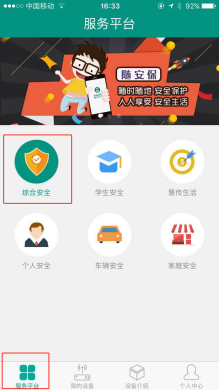 中国移动 16:33 92%
服务平台
随安保
随时随地 安全保护
人人享受 安全生活
综合安全 学生安全 慧传生活
个人安全 车辆安全 家庭安全
服务平台 我的设备 设备介绍 个人中心